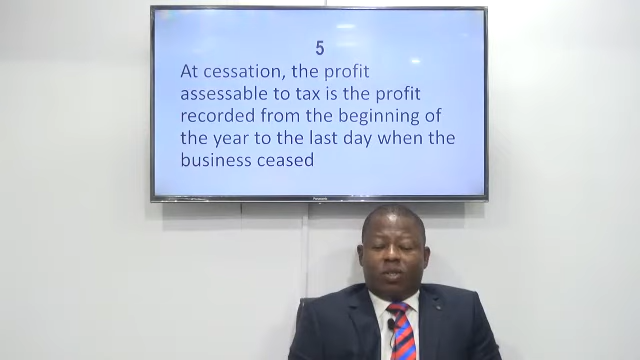 5
At cessation, the profit
assessable to tax is the profit
recorded from the beginning of
the year to the last day when the
business ceased
Panasonic